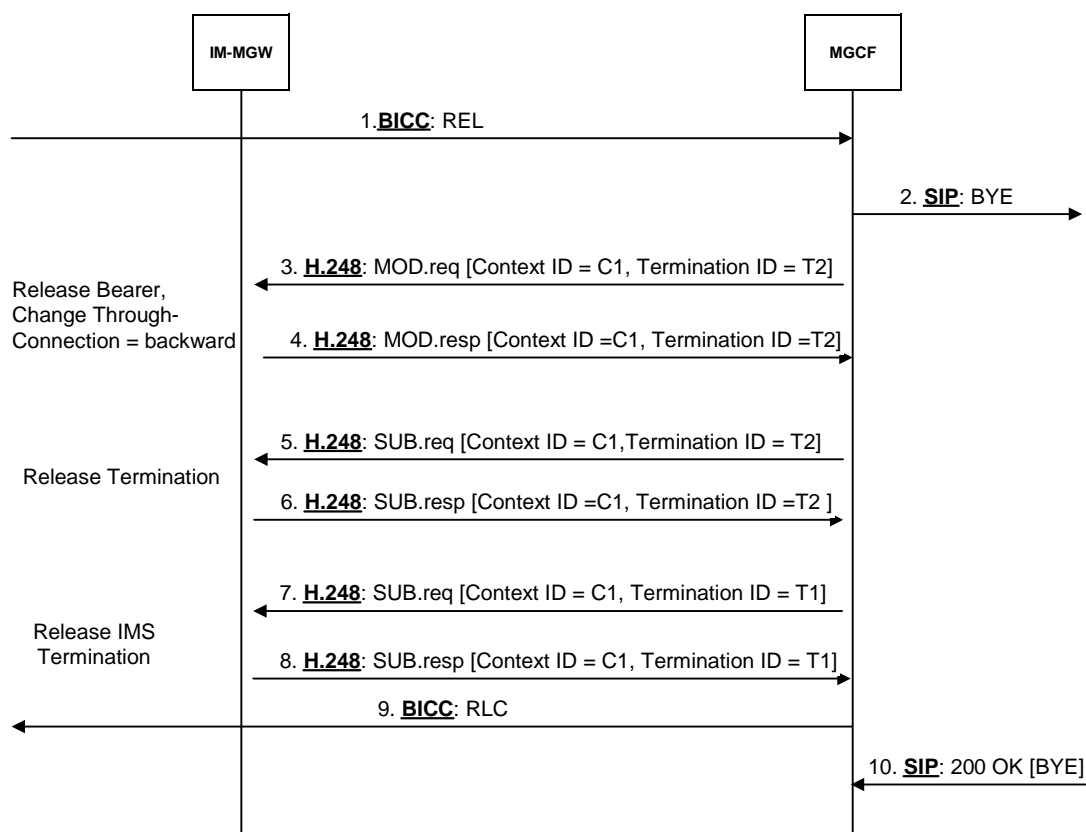 IM-MGW
MGCF
1.BICC: REL
2. SIP: BYE
3. H.248: MOD.req [Context ID = C1, Termination ID = T2]
Release Bearer,
Change Through-
Connection = backward
4. H.248: MOD.resp [Context ID =C1, Termination ID =T2]
5. H.248: SUB.req [Context ID = C1,Termination ID = T2]
Release Termination
6. H.248: SUB.resp [Context ID =C1, Termination ID =T2 ]
7. H.248: SUB.req [Context ID = C1, Termination ID = T1]
Release IMS
Termination
8. H.248: SUB.resp [Context ID = C1, Termination ID = T1]
9. BICC: RLC
10. SIP: 200 OK [BYE]